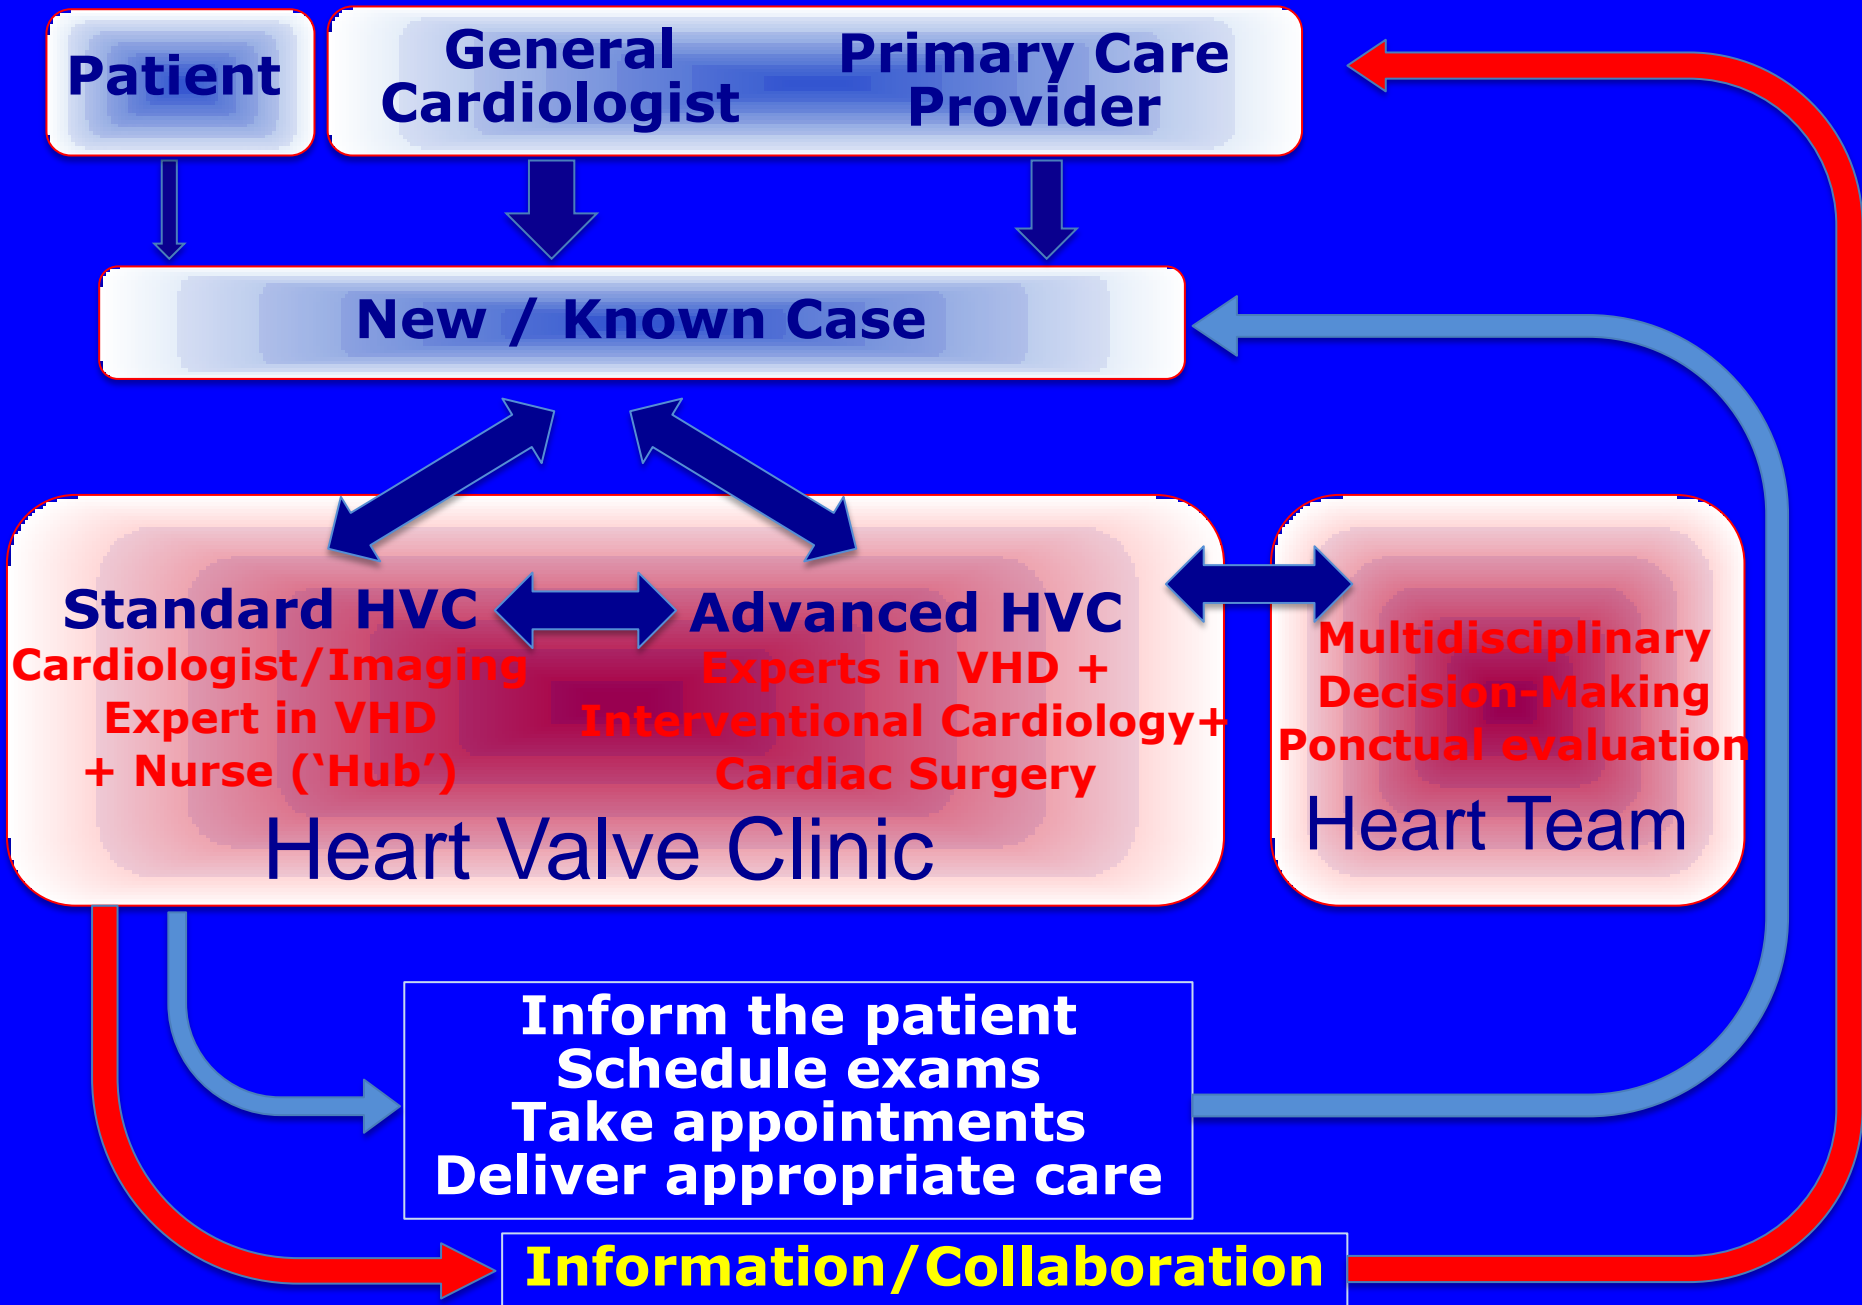 Patient
General
Cardiologist
Primary Care
Provider
New / Known Case
Standard HVC
Cardiologist/Imaging
Expert in VHD
+ Nurse (‘Hub’)
Advanced HVC
Experts in VHD +
Interventional Cardiology+
Cardiac Surgery
Heart Valve Clinic
Multidisciplinary
Decision-Making
Ponctual evaluation
Heart Team
Inform the patient
Schedule exams
Take appointments
Deliver appropriate care
Information/Collaboration